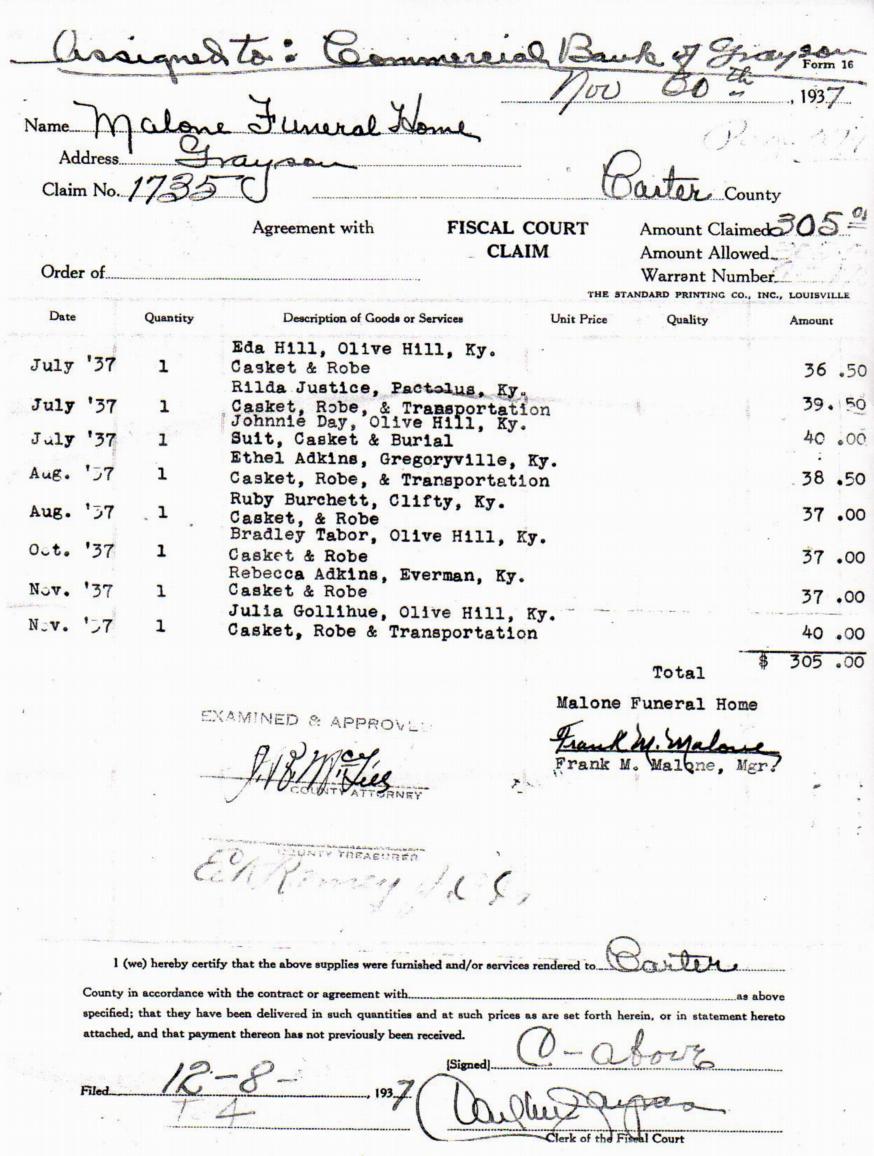 Assigned to: Commercial Bank of Grayson
Form 16
Nov 30th, 1937
Name Malone Funeral Home
Address Grayson
Claim No. 1735 Carter County
Agreement with FISCAL COURT Amount Claimed 305 00
CLAIM Amount Allowed
Order of Warrant Number
THE STANDARD PRINTING CO., INC., LOUISVILLE
Date Quantity Description of Goods or Services Unit Price Quality Amount
Eda Hill, Olive Hill, Ky.
July '37 1 Casket & Robe 36.50
Rilda Justice, Pactolus, Ky.
July '37 1 Casket, Robe, & Transportation 39.50
Johnnie Day, Olive Hill, Ky.
July '37 1 Suit, Casket & Burial 40.00
Ethel Adkins, Gregoryville, Ky.
Aug. '37 1 Casket, Robe, & Transportation 38.50
Ruby Burchett, Clifty, Ky.
Aug. '37 1 Casket, & Robe 37.00
Bradley Tabor, Olive Hill, Ky.
Oct. '37 1 Casket & Robe 37.00
Rebecca Adkins, Everman, Ky.
Nov. '37 1 Casket & Robe 37.00
Julia Gollihue, Olive Hill, Ky.
Nov. '37 1 Casket, Robe & Transportation 40.00
Total $ 305.00
Malone Funeral Home
EXAMINED & APPROVED
Frank M. Malone
Frank M. Malone, Mgr.
COUNTY ATTORNEY
COUNTY TREASURER
I (we) hereby certify that the above supplies were furnished and/or services rendered to Carter
County in accordance with the contract or agreement with as above
specified; that they have been delivered in such quantities and at such prices as are set forth herein, or in statement hereto
attached, and that payment thereon has not previously been received.
[Signed] O-above
Filed 12-8-, 1937
Clerk of the Fiscal Court